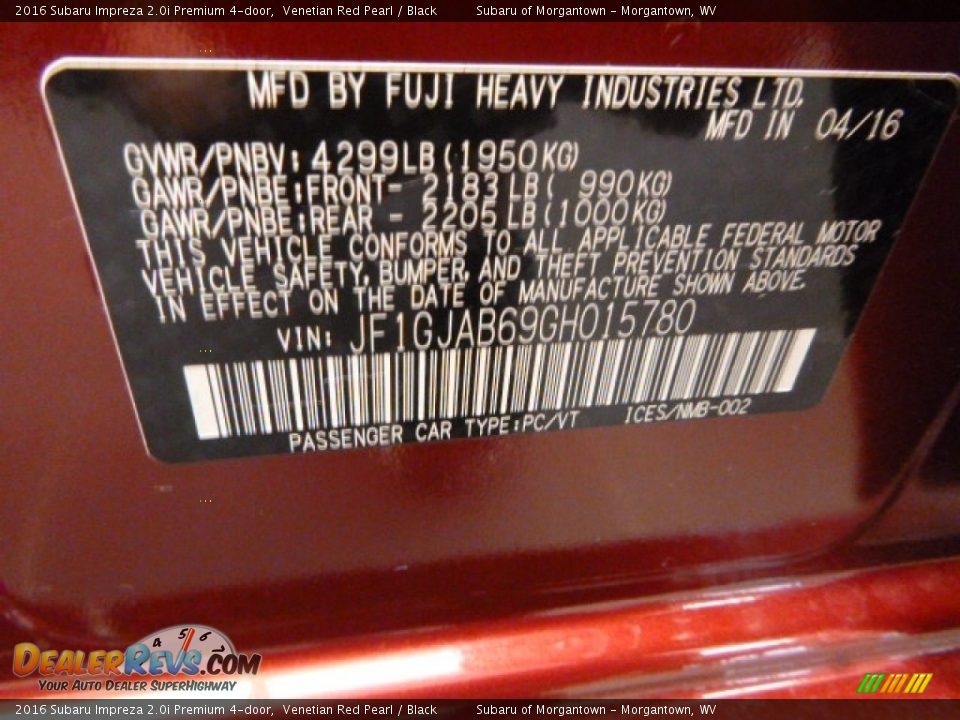 2016 Subaru Impreza 2.0i Premium 4-door, Venetian Red Pearl / Black Subaru of Morgantown - Morgantown, WV
MFD BY FUJI HEAVY INDUSTRIES LTD.
MFD IN 04/16
GVWR/PNBV: 4299LB(1950KG)
GAWR/PNBE:FRONT- 2183LB( 990KG)
GAWR/PNBE:REAR - 2205LB(1000KG)
THIS VEHICLE CONFORMS TO ALL APPLICABLE FEDERAL MOTOR
VEHICLE SAFETY, BUMPER, AND THEFT PREVENTION STANDARDS
IN EFFECT ON THE DATE OF MANUFACTURE SHOWN ABOVE.
VIN: JF1GJAB69GH015780
PASSENGER CAR TYPE:PC/VT ICES/NMB-002
4 5 6
DEALERREVS.COM
YOUR AUTO DEALER SUPERHIGHWAY
2016 Subaru Impreza 2.0i Premium 4-door, Venetian Red Pearl / Black Subaru of Morgantown - Morgantown, WV